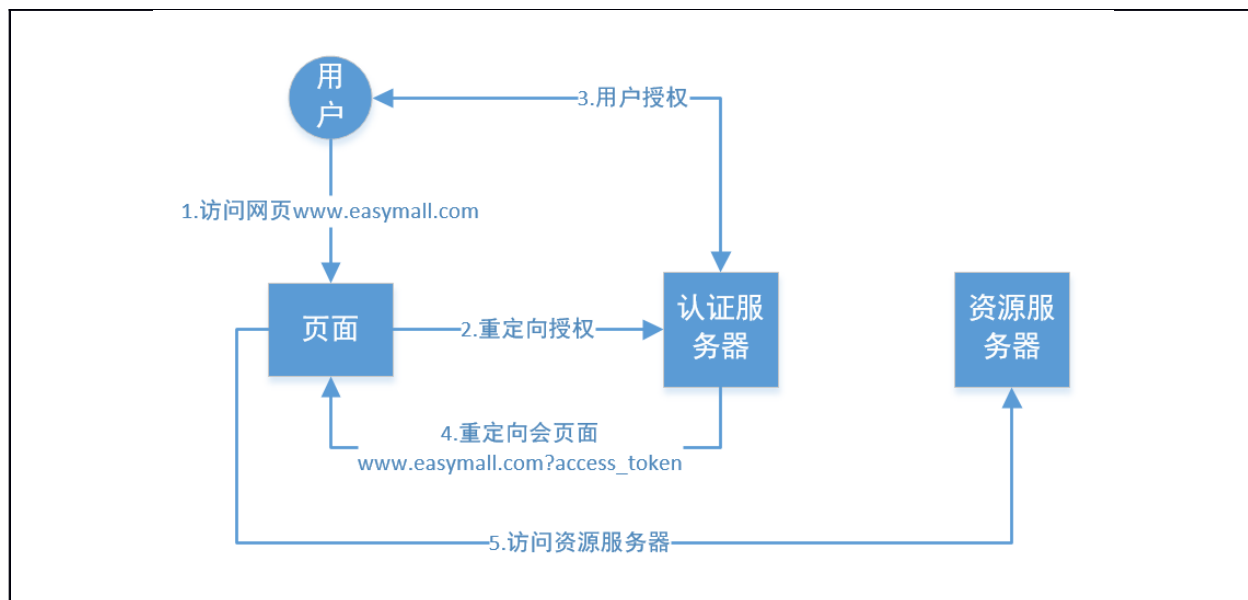 用
户
3.用户授权
1.访问网页www.easymall.com
页面
2.重定向授权
认证服
务器
资源服
务器
4.重定向会页面
www.easymall.com?access_token
5.访问资源服务器